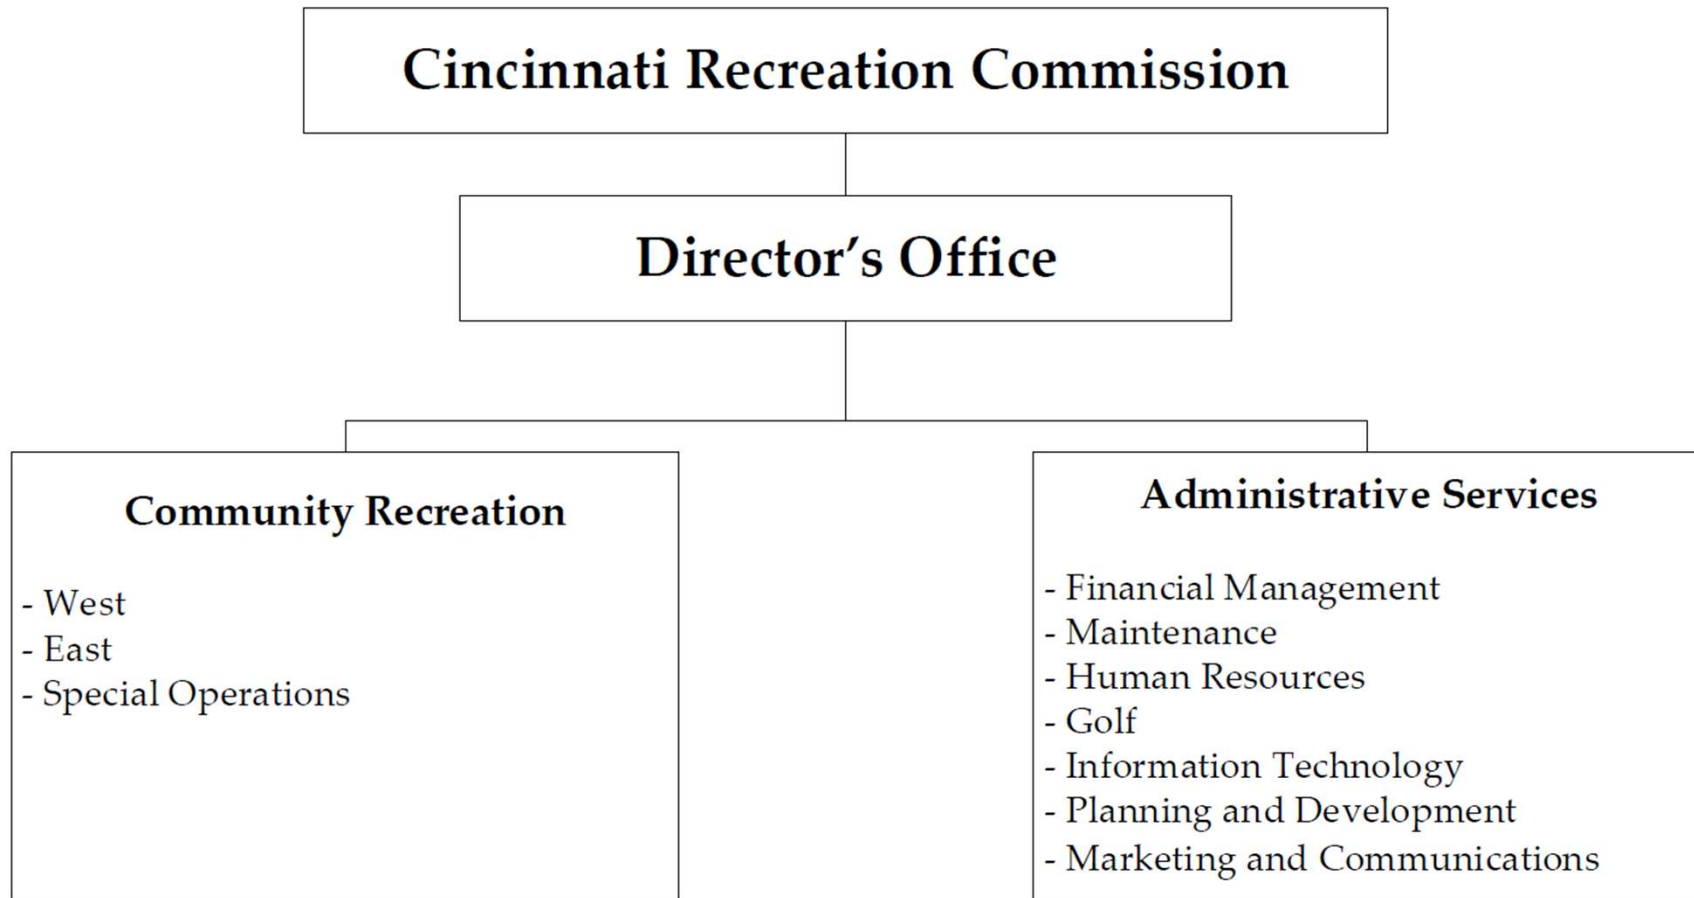 Cincinnati Recreation Commission
Director’s Office
Community Recreation
- West
- East
- Special Operations
Administrative Services
- Financial Management
- Maintenance
- Human Resources
- Golf
- Information Technology
- Planning and Development
- Marketing and Communications